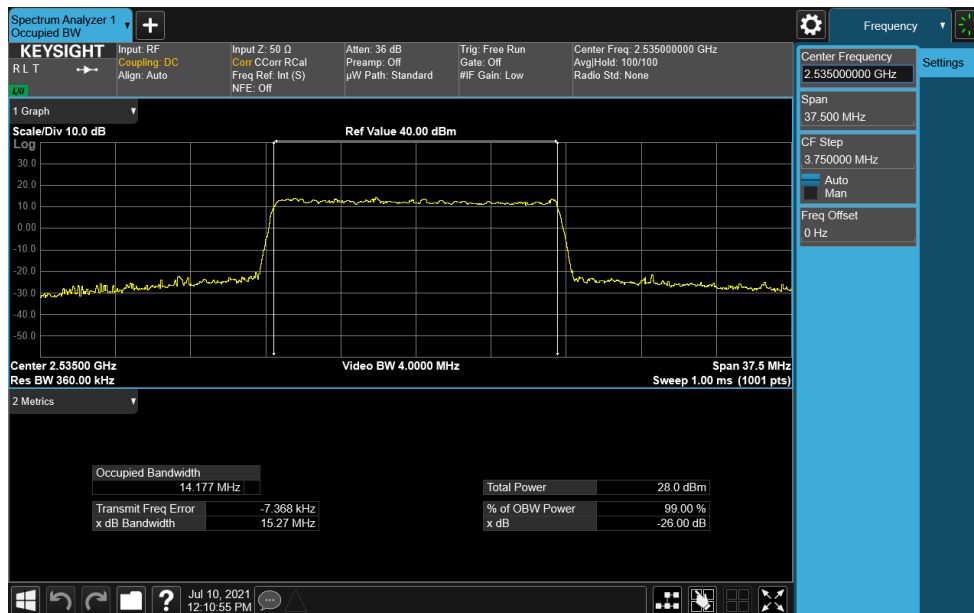 Spectrum Analyzer 1
Occupied BW
Frequency
KEYSIGHT
RLT
LXI
Input: RF
Coupling: DC
Align: Auto
Input Z: 50 Ω
Corr CCorr RCal
Freq Ref: Int (S)
NFE: Off
Atten: 36 dB
Preamp: Off
µW Path: Standard
Trig: Free Run
Gate: Off
#IF Gain: Low
Center Freq: 2.535000000 GHz
Avg|Hold: 100/100
Radio Std: None
Center Frequency
2.535000000 GHz
Settings
Span
37.500 MHz
CF Step
3.750000 MHz
Auto
Man
Freq Offset
0 Hz
1 Graph
Scale/Div 10.0 dB
Ref Value 40.00 dBm
Log
30.0
20.0
10.0
0.00
-10.0
-20.0
-30.0
-40.0
-50.0
Center 2.53500 GHz
Video BW 4.0000 MHz
Span 37.5 MHz
Res BW 360.00 kHz
Sweep 1.00 ms (1001 pts)
2 Metrics
Occupied Bandwidth
14.177 MHz
Total Power 28.0 dBm
Transmit Freq Error -7.368 kHz
% of OBW Power 99.00 %
x dB Bandwidth 15.27 MHz
x dB -26.00 dB
Jul 10, 2021
12:10:55 PM